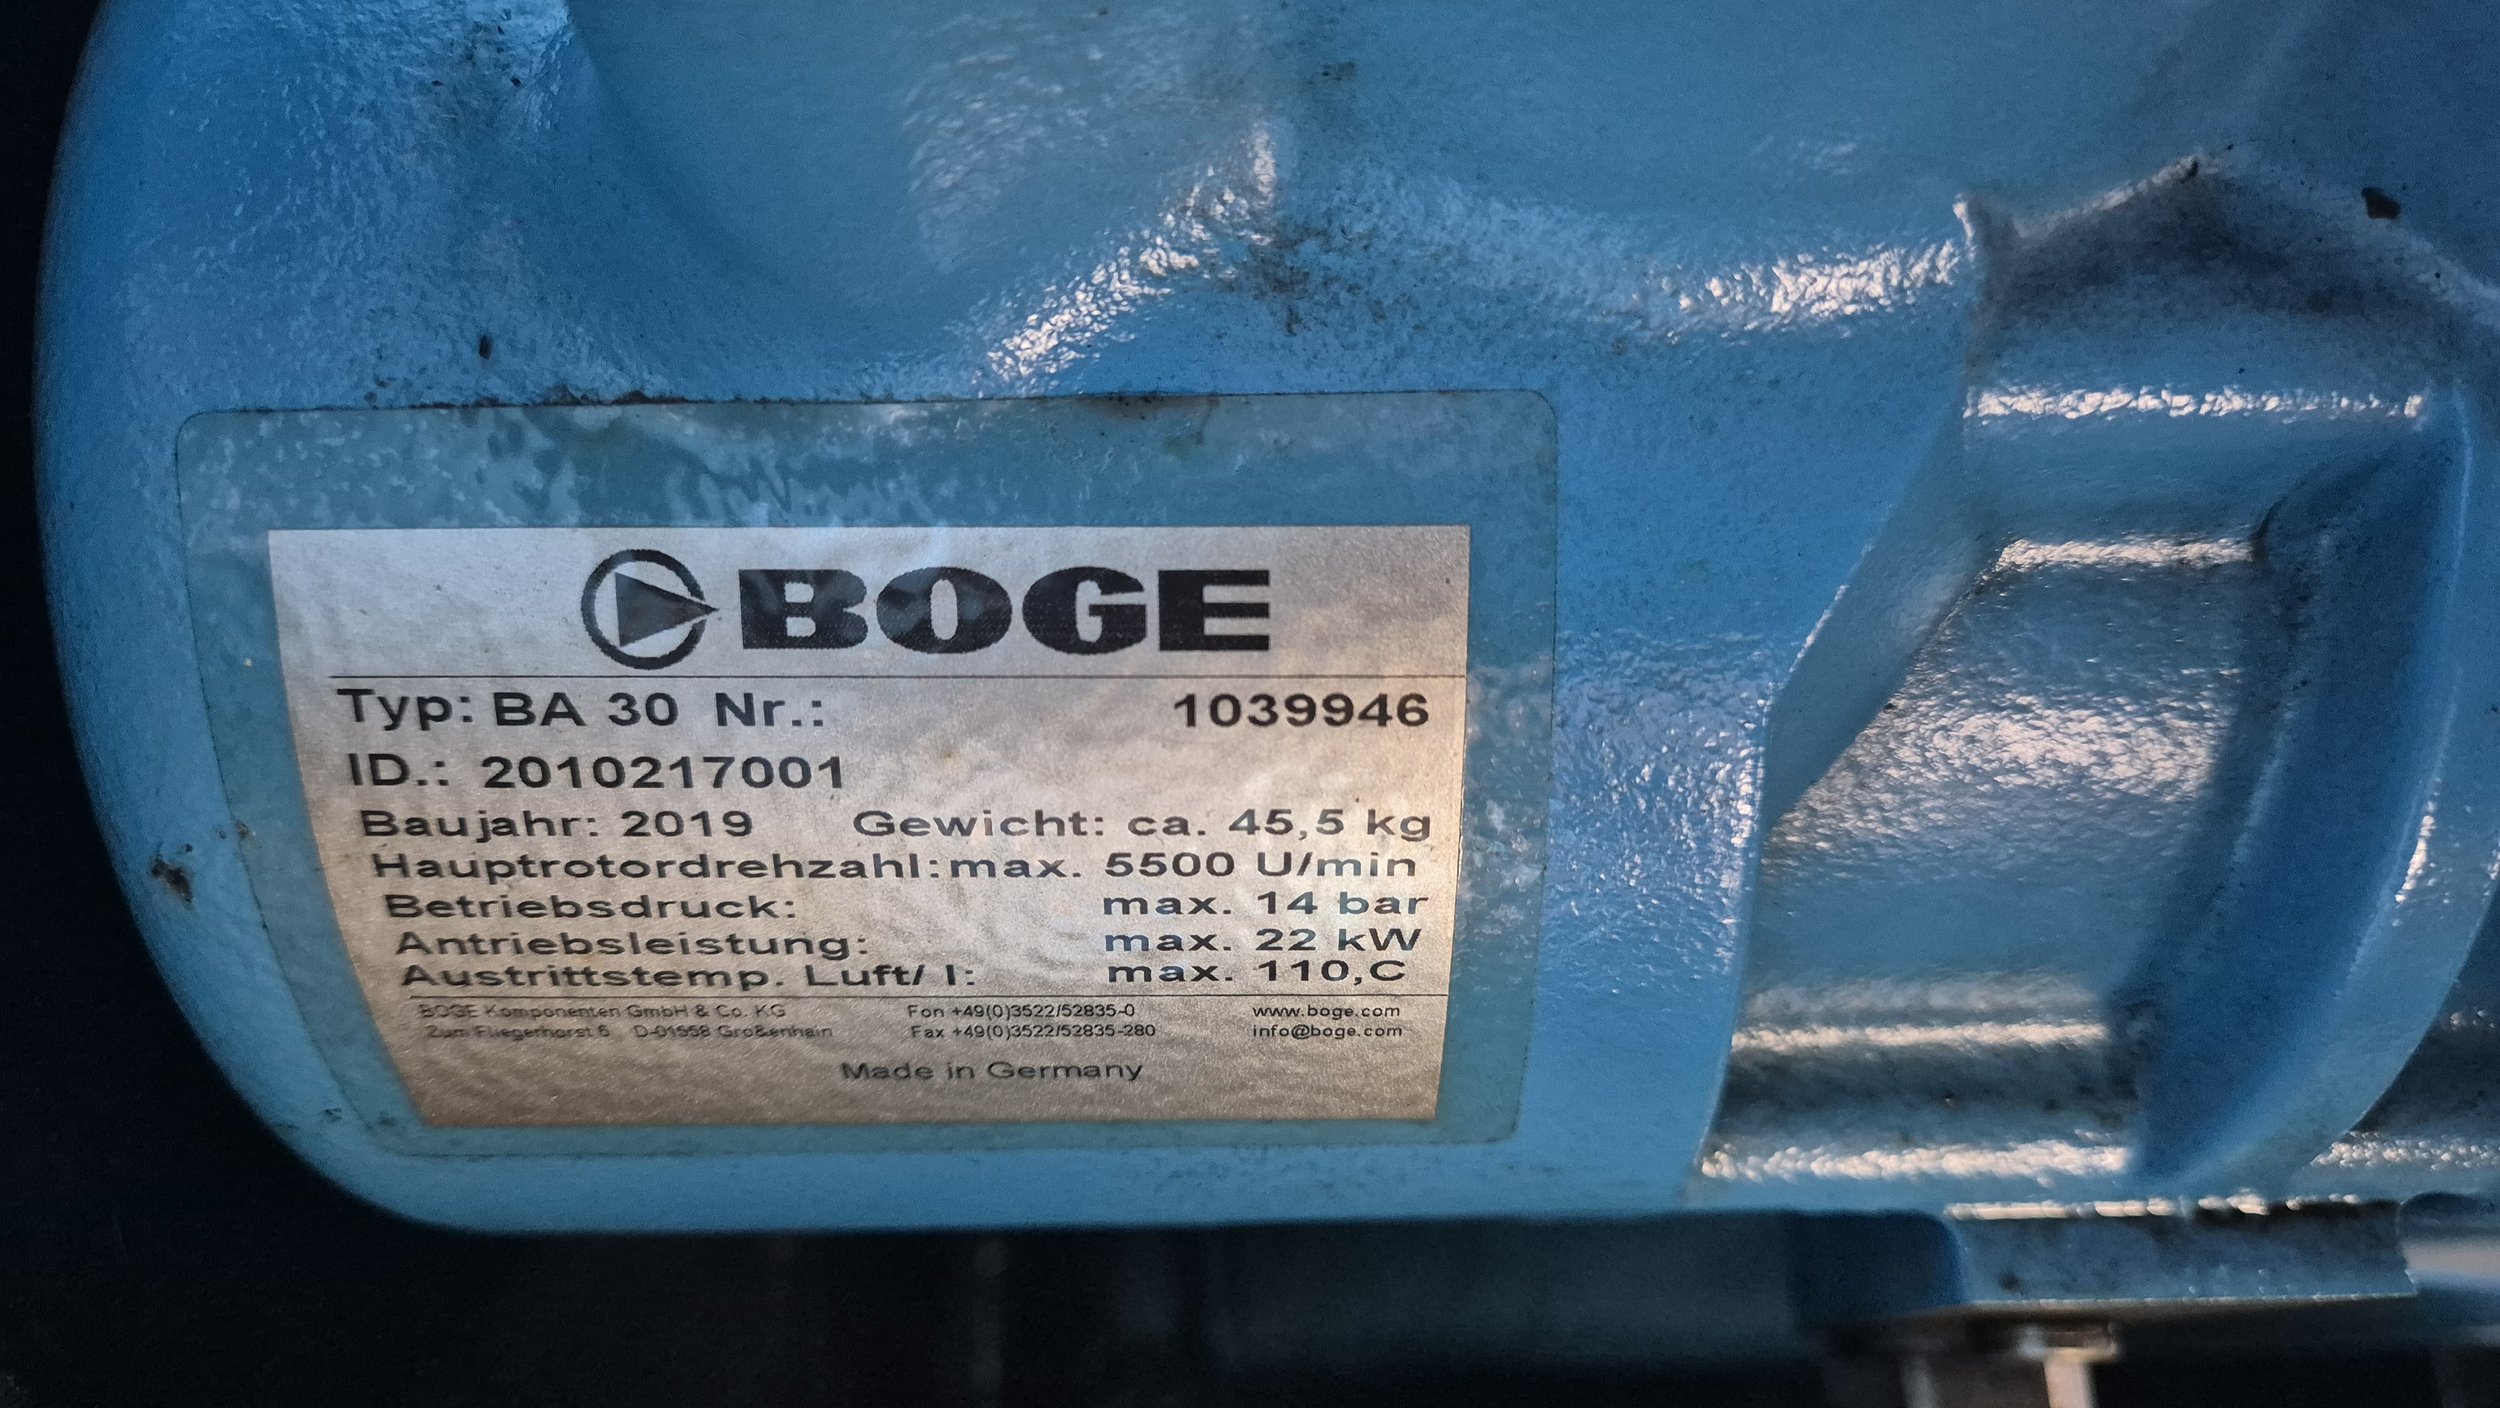 BOGE
Typ: BA 30 Nr.: 1039946
ID.: 2010217001
Baujahr: 2019 Gewicht: ca. 45,5 kg
Hauptrotordrehzahl: max. 5500 U/min
Betriebsdruck: max. 14 bar
Antriebsleistung: max. 22 kW
Austrittstemp. Luft/ I: max. 110,C
BOGE Komponenten GmbH & Co. KG Fon +49(0)3522/52835-0 www.boge.com
Zum Fliegerhorst 6 D-01558 Großenhain Fax +49(0)3522/52835-280 info@boge.com
Made in Germany